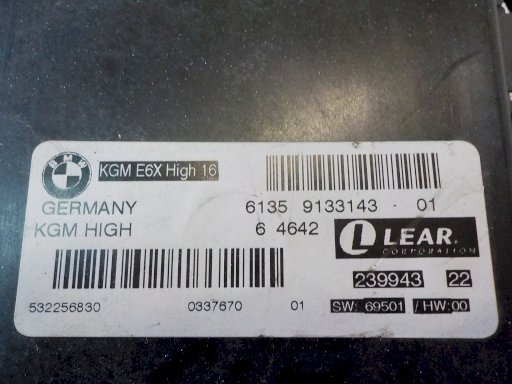 BMW
KGM E6X High 16
GERMANY 6135 9133143 - 01
KGM HIGH 6 4642
L LEAR.
CORPORATION
239943 22
532256830 0337670 01 SW: 69501 / HW:00